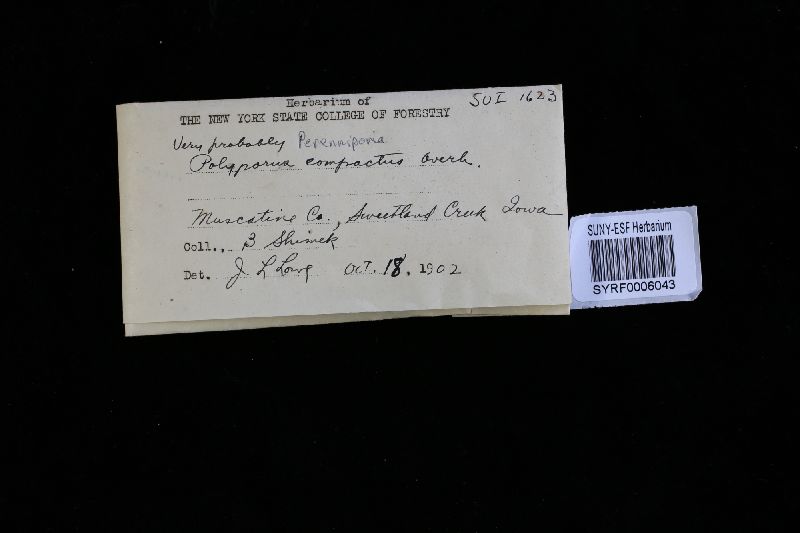 Herbarium of
SUI 1623
THE NEW YORK STATE COLLEGE OF FORESTRY
Very probably Perenniporia
Polyporus compactus Overh.
Muscatine Co., Sweetland Creek Iowa
Coll., B Shimek
Det. J L Lowe Oct. 18, 1902
SUNY-ESF Herbarium
SYRF0006043